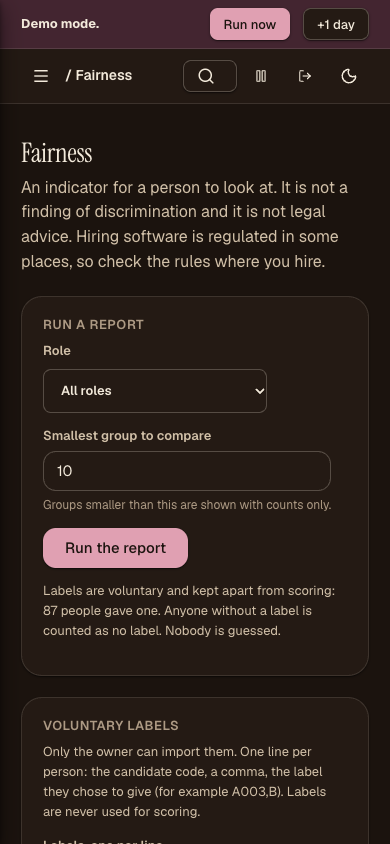 Demo mode.
Run now
+1 day
/ Fairness
Fairness
An indicator for a person to look at. It is not a
finding of discrimination and it is not legal
advice. Hiring software is regulated in some
places, so check the rules where you hire.
RUN A REPORT
Role
All roles
Smallest group to compare
10
Groups smaller than this are shown with counts only.
Run the report
Labels are voluntary and kept apart from scoring:
87 people gave one. Anyone without a label is
counted as no label. Nobody is guessed.
VOLUNTARY LABELS
Only the owner can import them. One line per
person: the candidate code, a comma, the label
they chose to give (for example A003,B). Labels
are never used for scoring.
Labels, one per line